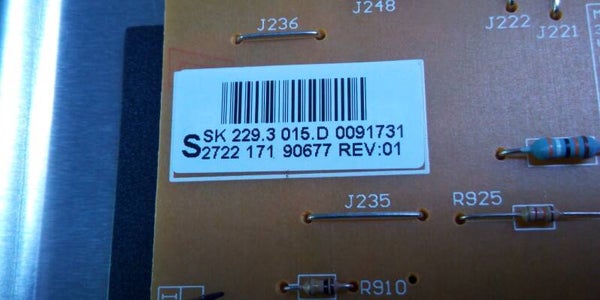 J248
J236
J222
J221
S
SK 229.3 015.D 0091731
2722 171 90677 REV:01
J235
R925
R910